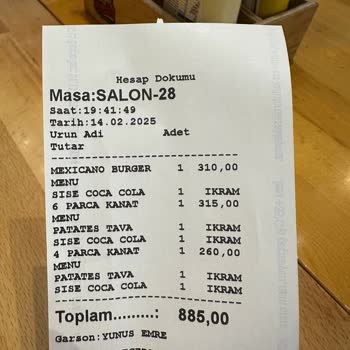 Hesap Dokumu
Masa:SALON-28
Saat:19:41:49
Tarih:14.02.2025
Urun Adi Adet
Tutar
MEXICANO BURGER 1 310,00
MENU
SISE COCA COLA 1 IKRAM
6 PARCA KANAT 1 315,00
MENU
PATATES TAVA 1 IKRAM
SISE COCA COLA 1 IKRAM
4 PARCA KANAT 1 260,00
MENU
PATATES TAVA 1 IKRAM
SISE COCA COLA 1 IKRAM
Toplam.........: 885,00
Garson:YUNUS EMRE